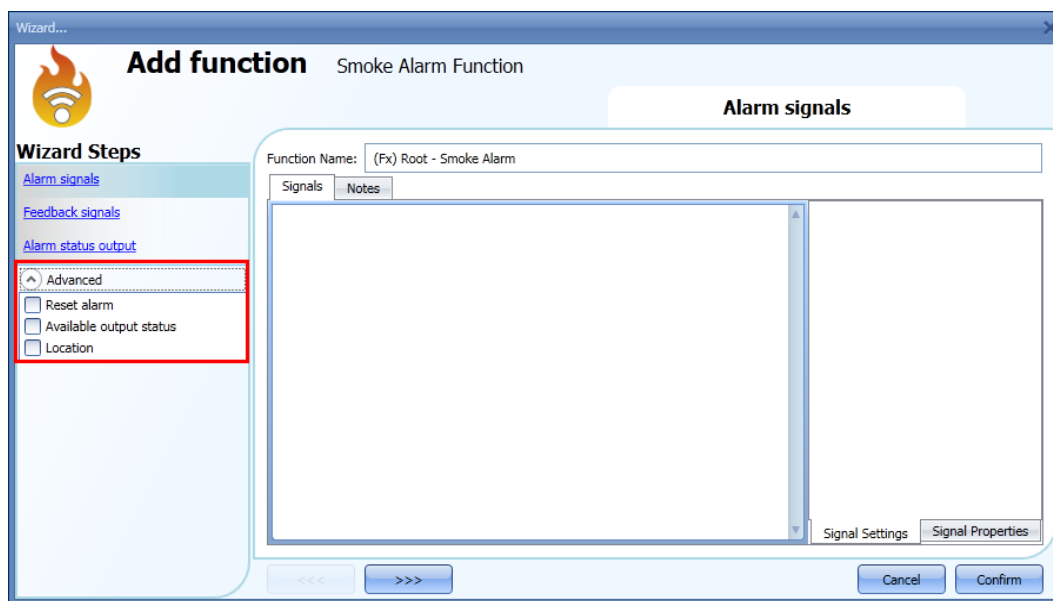 Wizard...
Add function Smoke Alarm Function
Alarm signals
Wizard Steps
Alarm signals
Feedback signals
Alarm status output
Advanced
Reset alarm
Available output status
Location
Function Name: (Fx) Root - Smoke Alarm
Signals Notes
Signal Settings Signal Properties
<<< >>> Cancel Confirm